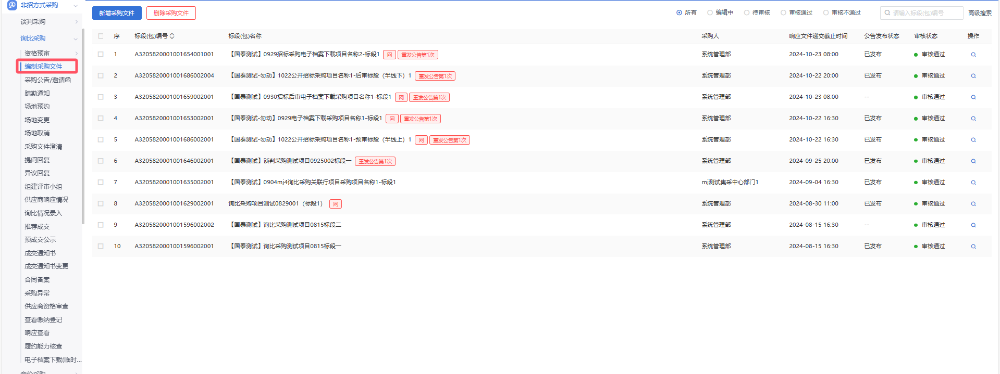 非招方式采购
谈判采购
询比采购
资格预审
编制采购文件
采购公告/邀请函
踏勘通知
场地预约
场地变更
场地取消
采购文件澄清
提问回复
异议回复
组建评审小组
供应商响应情况
询比情况录入
推荐成交
预成交公示
成交通知书
成交通知书变更
合同备案
采购异常
供应商资格审查
查看缴纳登记
响应查看
履约能力核查
电子档案下载(临时...
新增采购文件 删除采购文件 所有 编辑中 待审核 审核通过 审核不通过 请输入标段(包)编号 高级搜索
序 标段(包)编号 标段(包)名称 采购人 响应文件递交截止时间 公告发布状态 审核状态 操作
1 A3205820001001654001001 【国泰测试】0929招标采购电子档案下载项目名称2-标段1 网 重发公告第1次 系统管理部 2024-10-23 08:00 已发布 审核通过
2 A3205820001001686002004 【国泰测试-勿动】1022公开招标采购项目名称1-后审标段（半线下）1 重发公告第1次 系统管理部 2024-10-22 20:00 已发布 审核通过
3 A3205820001001659002001 【国泰测试】0930招标后审电子档案下载采购项目名称1-标段1 网 重发公告第1次 系统管理部 2024-10-23 08:00 -- 审核通过
4 A3205820001001653002001 【国泰测试-勿动】0929电子档案下载采购项目名称1-标段1 网 重发公告第1次 系统管理部 2024-10-22 16:30 已发布 审核通过
5 A3205820001001686002001 【国泰测试-勿动】1022公开招标采购项目名称1-预审标段（半线上）1 网 重发公告第1次 系统管理部 2024-10-22 16:30 已发布 审核通过
6 A3205820001001646002001 【国泰测试】谈判采购测试项目0925002标段一 重发公告第1次 系统管理部 2024-09-25 20:00 已发布 审核通过
7 A3205820001001635002001 【国泰测试】0904mj4询比采购关联行项目采购项目名称1-标段1 mj测试集采中心部门1 2024-09-04 16:30 已发布 审核通过
8 A3205820001001629002001 询比采购项目测试0829001（标段1） 网 系统管理部 2024-08-30 11:00 已发布 审核通过
9 A3205820001001596002002 【国泰测试】询比采购测试项目0815标段二 系统管理部 2024-08-15 16:30 -- 审核通过
10 A3205820001001596002001 【国泰测试】询比采购测试项目0815标段一 系统管理部 2024-08-15 16:30 已发布 审核通过